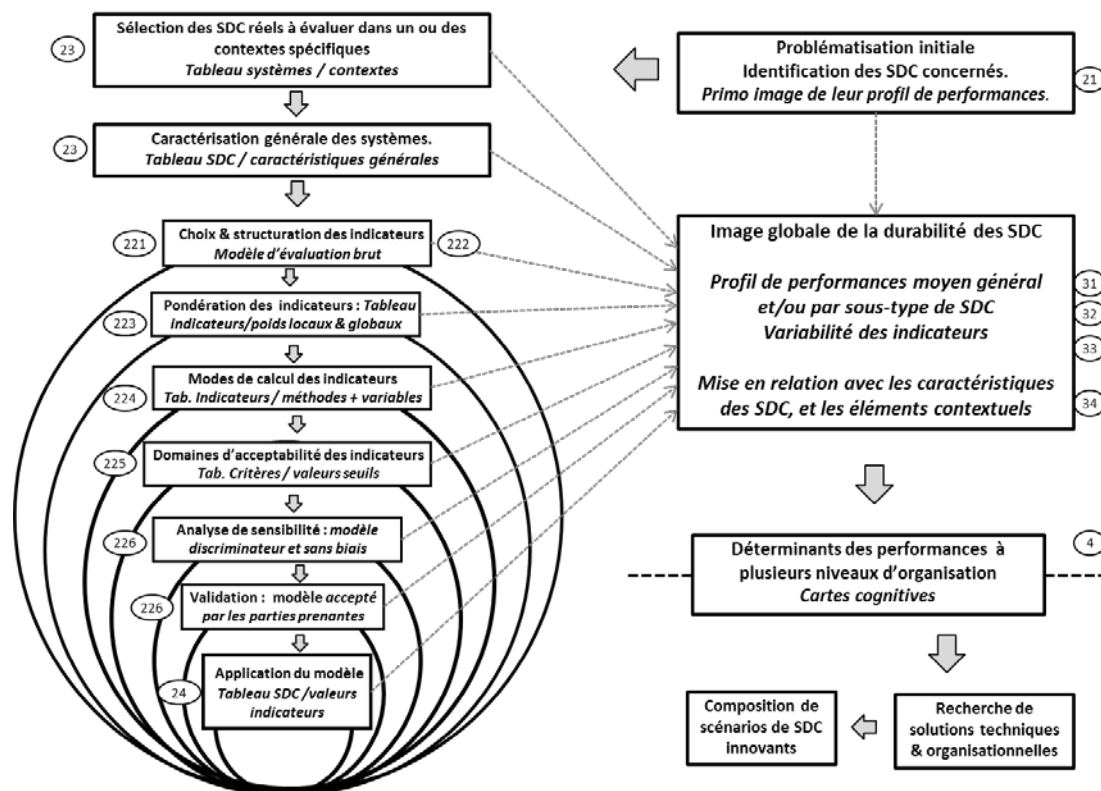 Sélection des SDC réels à évaluer dans un ou des
contextes spécifiques
Tableau systèmes / contextes
23
Problématisation initiale
Identification des SDC concernés.
Primo image de leur profil de performances.
21
Caractérisation générale des systèmes.
Tableau SDC / caractéristiques générales
23
Choix & structuration des indicateurs
Modèle d'évaluation brut
221
222
Pondération des indicateurs : Tableau
Indicateurs/poids locaux & globaux
223
Modes de calcul des indicateurs
Tab. Indicateurs / méthodes + variables
224
Domaines d'acceptabilité des indicateurs
Tab. Critères / valeurs seuils
225
Analyse de sensibilité : modèle
discriminateur et sans biais
226
Validation : modèle accepté
par les parties prenantes
226
Application du modèle
Tableau SDC /valeurs
indicateurs
24
Image globale de la durabilité des SDC
Profil de performances moyen général
et/ou par sous-type de SDC
Variabilité des indicateurs
Mise en relation avec les caractéristiques
des SDC, et les éléments contextuels
31
32
33
34
Déterminants des performances à
plusieurs niveaux d'organisation
Cartes cognitives
4
Composition de
scénarios de SDC
innovants
Recherche de
solutions techniques
& organisationnelles